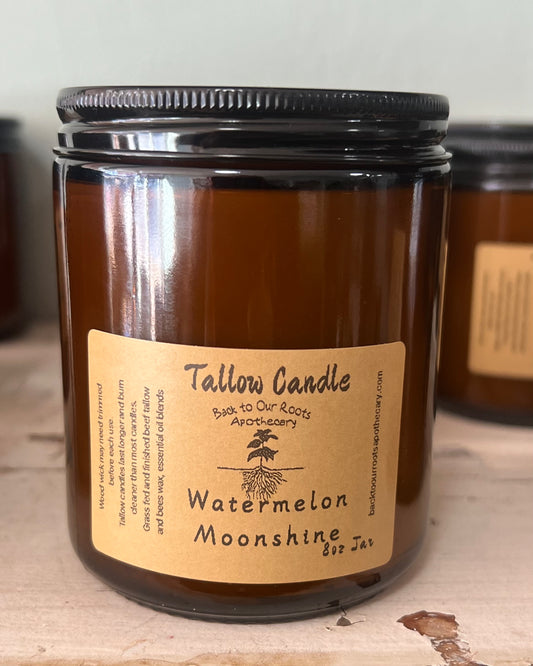 Tallow Candle
Back to Our Roots
Apothecary
Watermelon
Moonshine
8oz Jar
Wood wick may need trimmed
before each use.
Tallow candles last longer and burn
cleaner than most candles.
Grass fed and finished beef tallow
and bees wax, essential oil blends
backtoourrootsapothecary.com